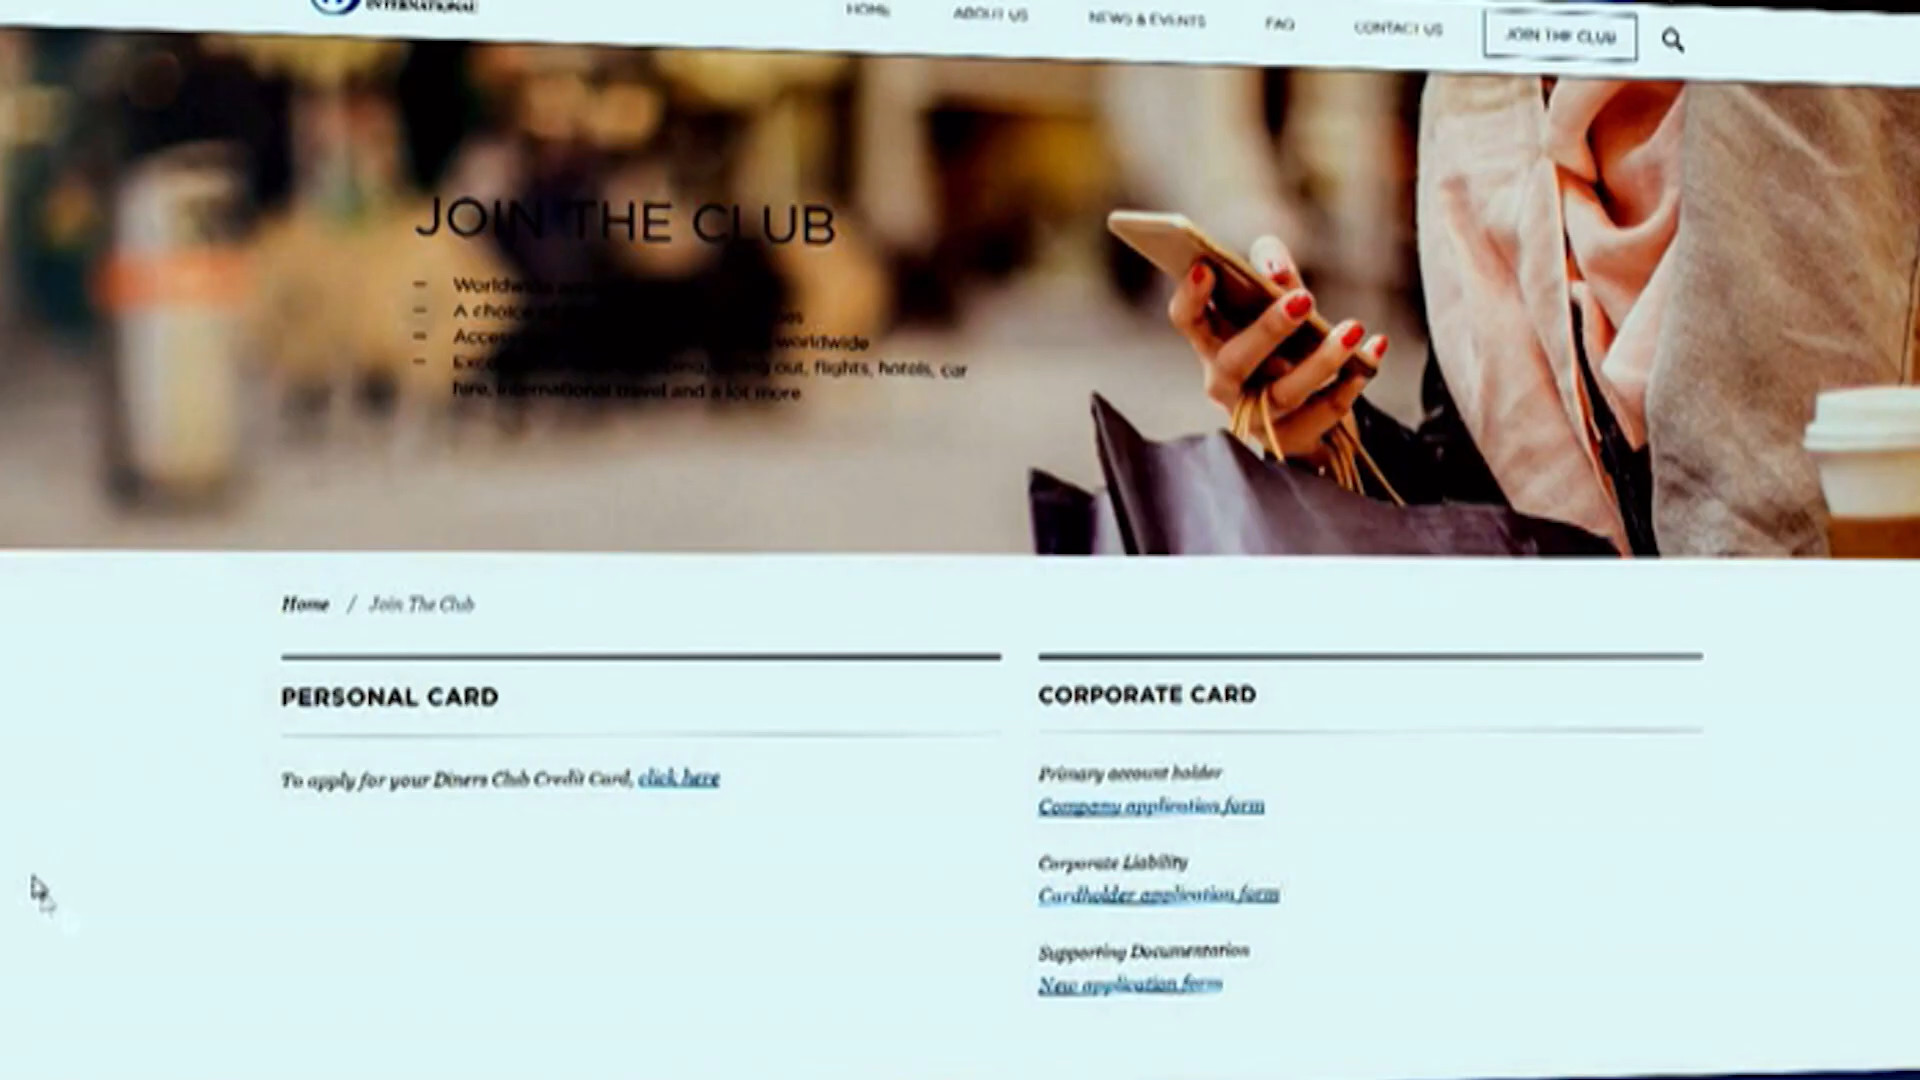 INTERNATIONAL
HOME
ABOUT US
NEWS & EVENTS
FAQ
CONTACT US
JOIN THE CLUB
JOIN THE CLUB
- Worldwide
- A choice of
- Access worldwide
- out, flights, hotels, car
hire, international travel and a lot more
Home / Join The Club
PERSONAL CARD
To apply for your Diners Club Credit Card, click here
CORPORATE CARD
Primary account holder
Company application form
Corporate Liability
Cardholder application form
Supporting Documentation
New application form